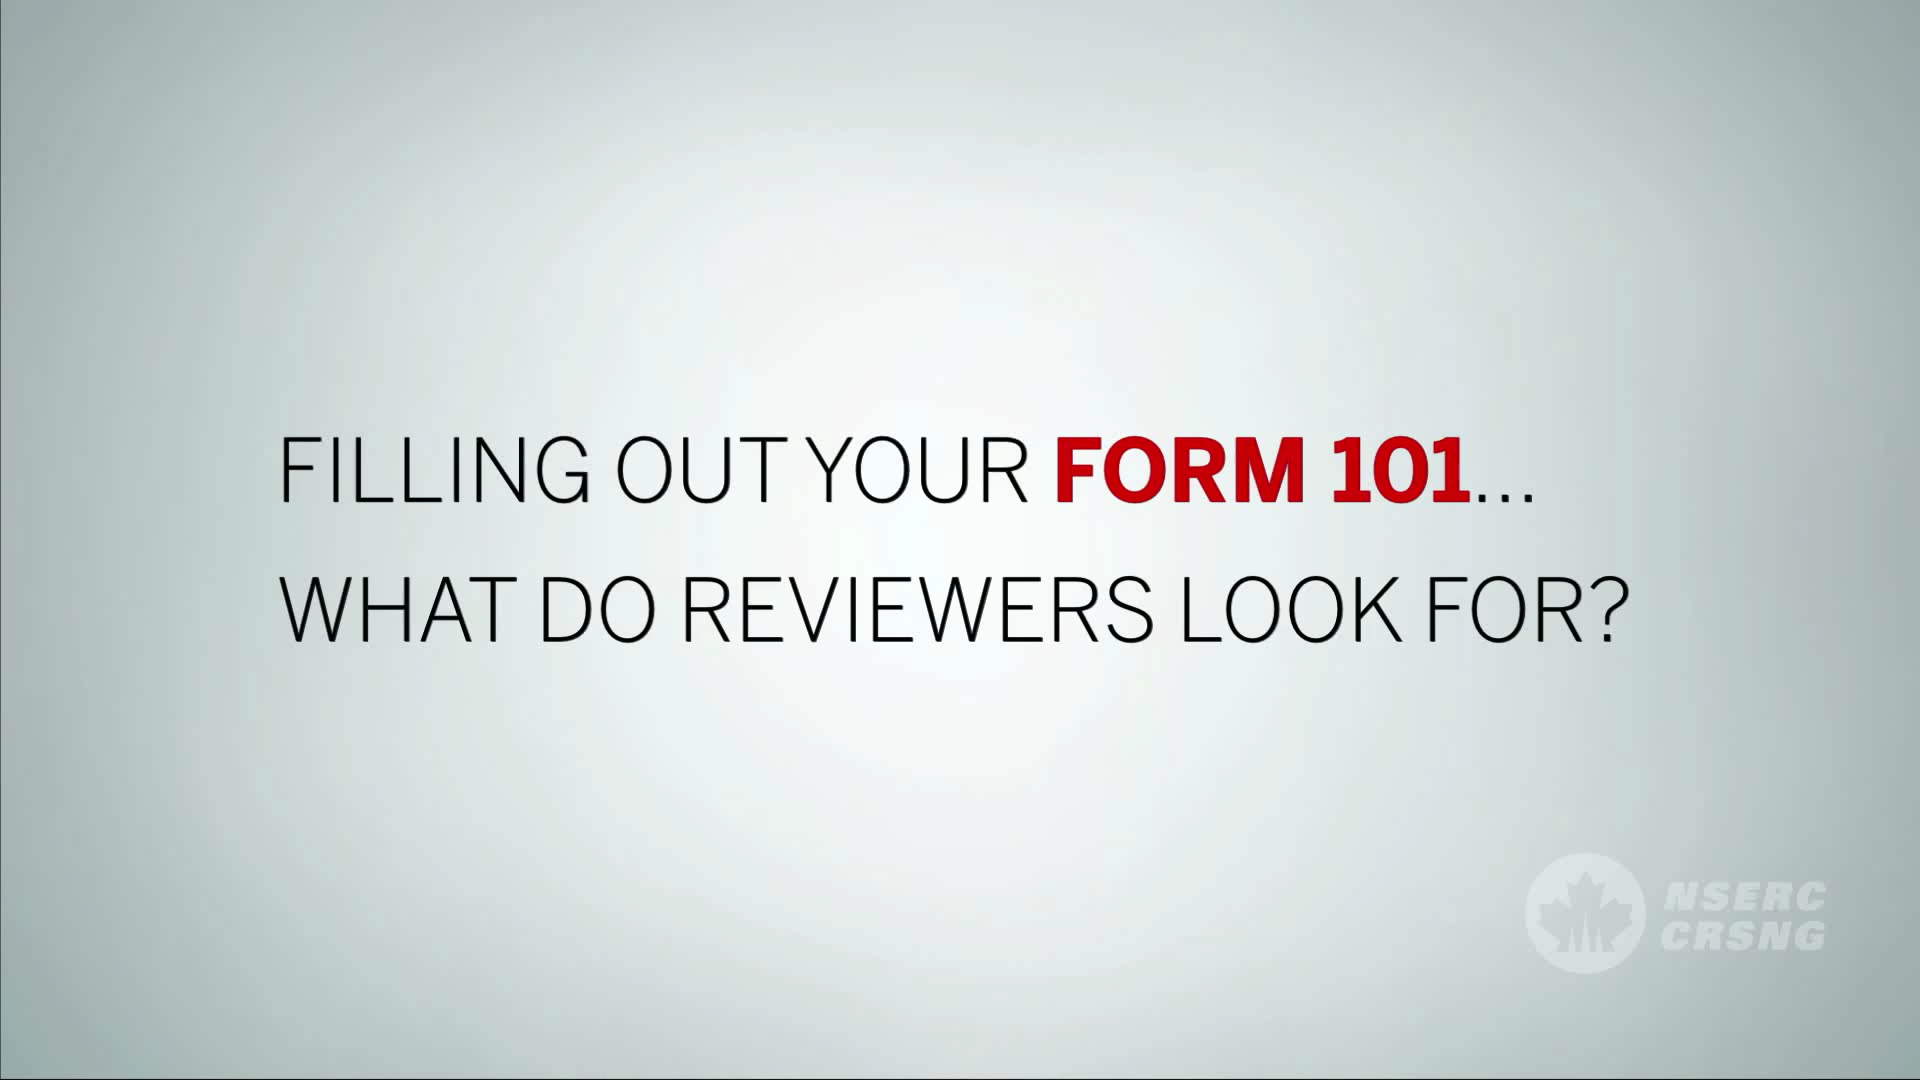 FILLING OUT YOUR FORM 101...
WHAT DO REVIEWERS LOOK FOR?
NSERC
CRSNG